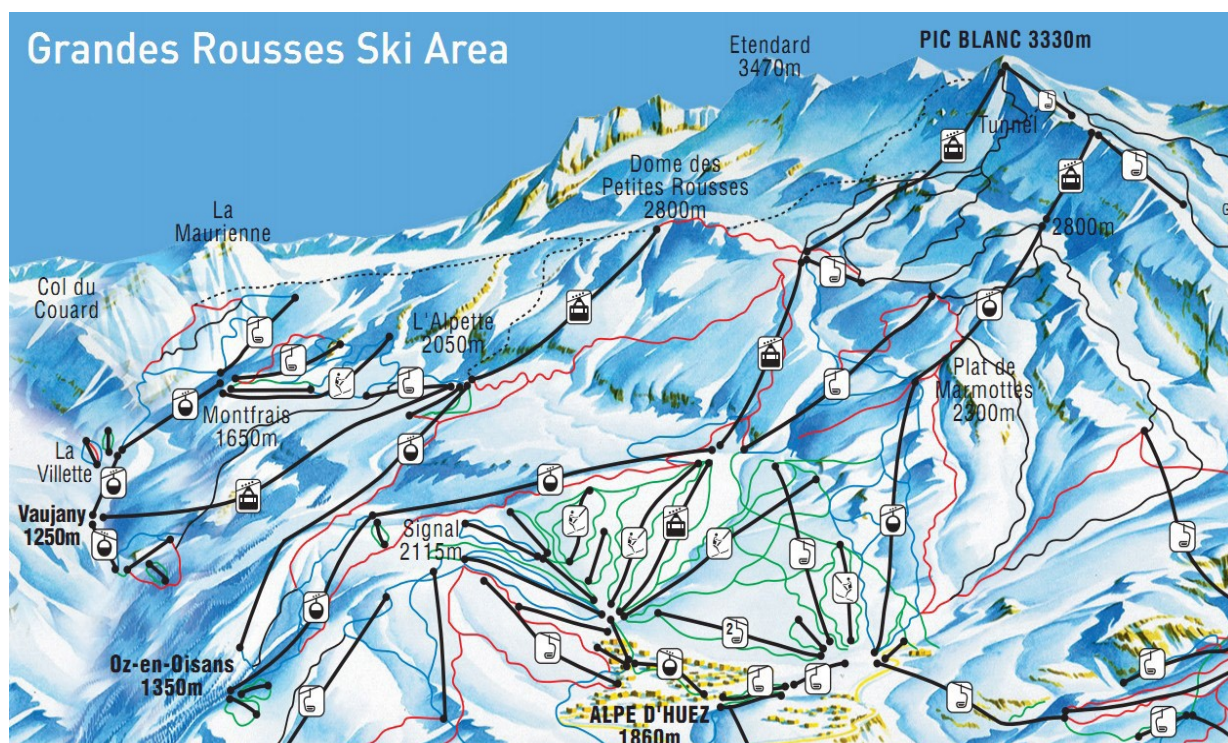 Grandes Rousses Ski Area
Etendard
3470m
PIC BLANC 3330m
Tunnel
Dome des
Petites Rousses
2800m
La
Maurienne
2800m
Col du
Couard
L'Alpette
2050m
Plat de
Marmottes
2300m
Montfrais
1650m
La
Villette
Vaujany
1250m
Signal
2115m
2
Oz-en-Oisans
1350m
ALPE D'HUEZ
1860m